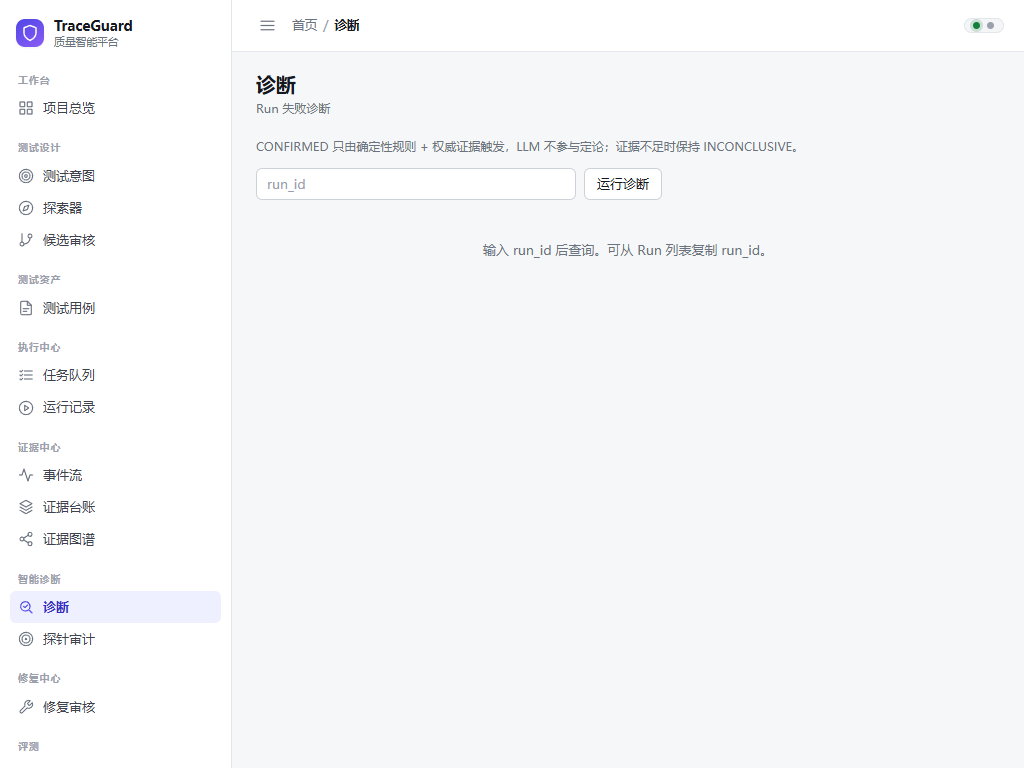 TraceGuard
质量智能平台
工作台
项目总览
测试设计
测试意图
探索器
候选审核
测试资产
测试用例
执行中心
任务队列
运行记录
证据中心
事件流
证据台账
证据图谱
智能诊断
诊断
探针审计
修复中心
修复审核
评测
首页 / 诊断
诊断
Run 失败诊断
CONFIRMED 只由确定性规则 + 权威证据触发，LLM 不参与定论；证据不足时保持 INCONCLUSIVE。
run_id
运行诊断
输入 run_id 后查询。可从 Run 列表复制 run_id。